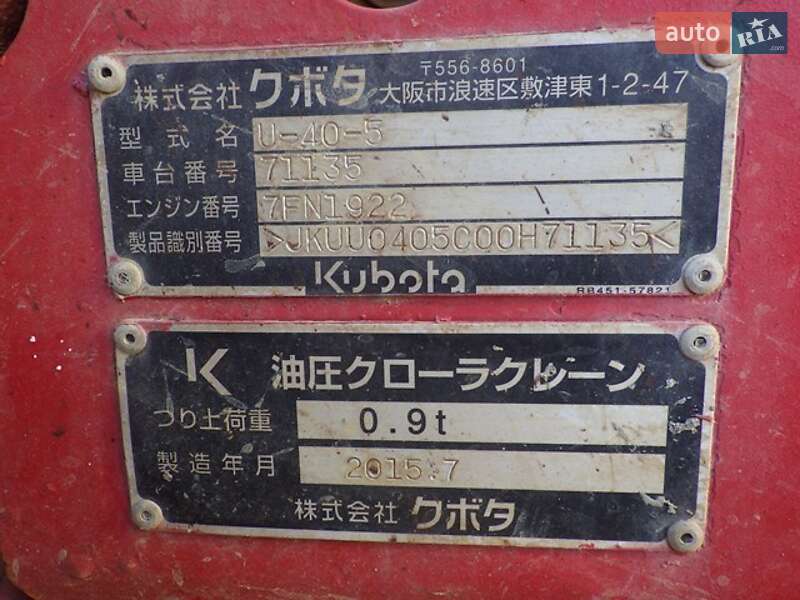 auto RIA
.com
〒556-8601
株式会社 クボタ 大阪市浪速区敷津東1-2-47
型式名 U-40-5
車台番号 71135
エンジン番号 7FN1922
製品識別番号 >JKUU0405C00H71135<
Kubota
RB451-57821
K 油圧クローラクレーン
つり上荷重 0.9t
製造年月 2015.7
株式会社 クボタ